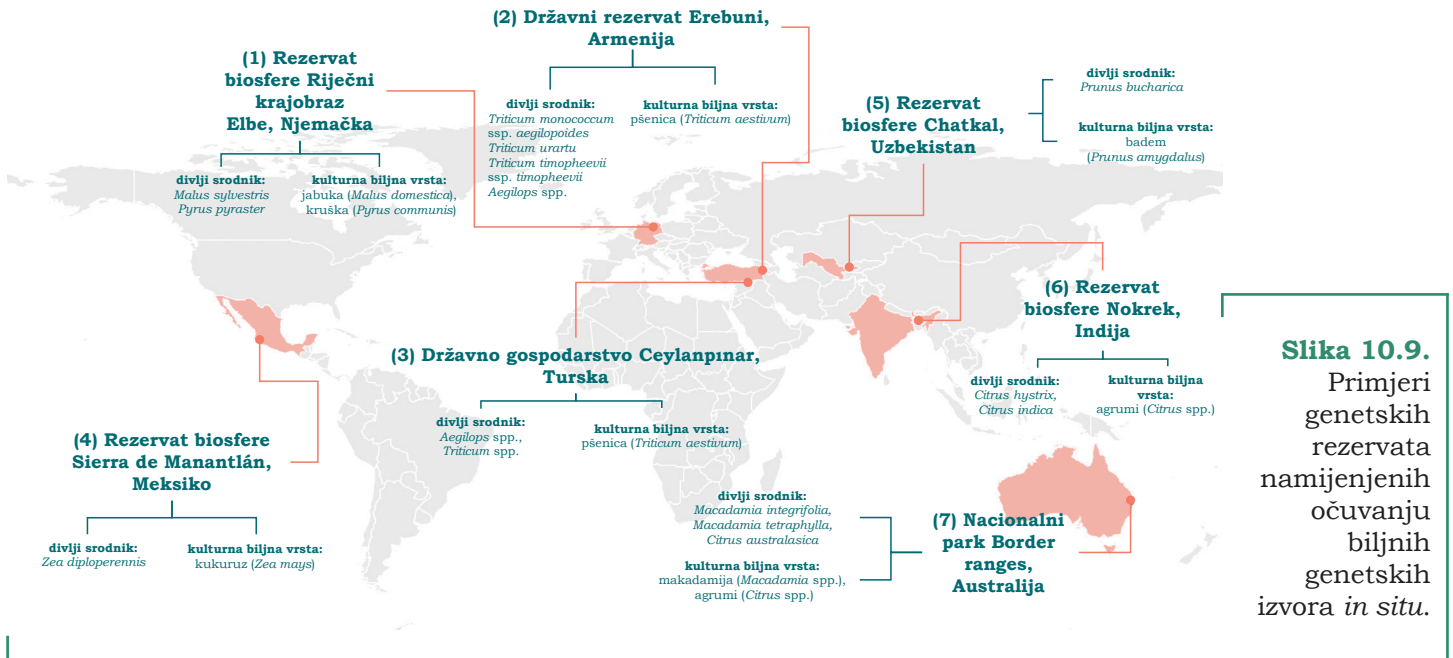 (1) Rezervat
biosfere Riječni
krajobraz
Elbe, Njemačka
divlji srodnik:
Malus sylvestris
Pyrus pyraster
kulturna biljna vrsta:
jabuka (Malus domestica),
kruška (Pyrus communis)
(2) Državni rezervat Erebuni,
Armenija
divlji srodnik:
Triticum monococcum
ssp. aegilopoides
Triticum urartu
Triticum timopheevii
ssp. timopheevii
Aegilops spp.
kulturna biljna vrsta:
pšenica (Triticum aestivum)
(5) Rezervat
biosfere Chatkal,
Uzbekistan
divlji srodnik:
Prunus bucharica
kulturna biljna vrsta:
badem
(Prunus amygdalus)
(6) Rezervat
biosfere Nokrek,
Indija
divlji srodnik:
Citrus hystrix,
Citrus indica
kulturna biljna
vrsta:
agrumi (Citrus spp.)
(3) Državno gospodarstvo Ceylanpınar,
Turska
divlji srodnik:
Aegilops spp.,
Triticum spp.
kulturna biljna vrsta:
pšenica (Triticum aestivum)
(4) Rezervat biosfere
Sierra de Manantlán,
Meksiko
divlji srodnik:
Zea diploperennis
kulturna biljna vrsta:
kukuruz (Zea mays)
divlji srodnik:
Macadamia integrifolia,
Macadamia tetraphylla,
Citrus australasica
kulturna biljna vrsta:
makadamija (Macadamia spp.),
agrumi (Citrus spp.)
(7) Nacionalni
park Border
ranges,
Australija
Slika 10.9.
Primjeri
genetskih
rezervata
namijenjenih
očuvanju
biljnih
genetskih
izvora in situ.